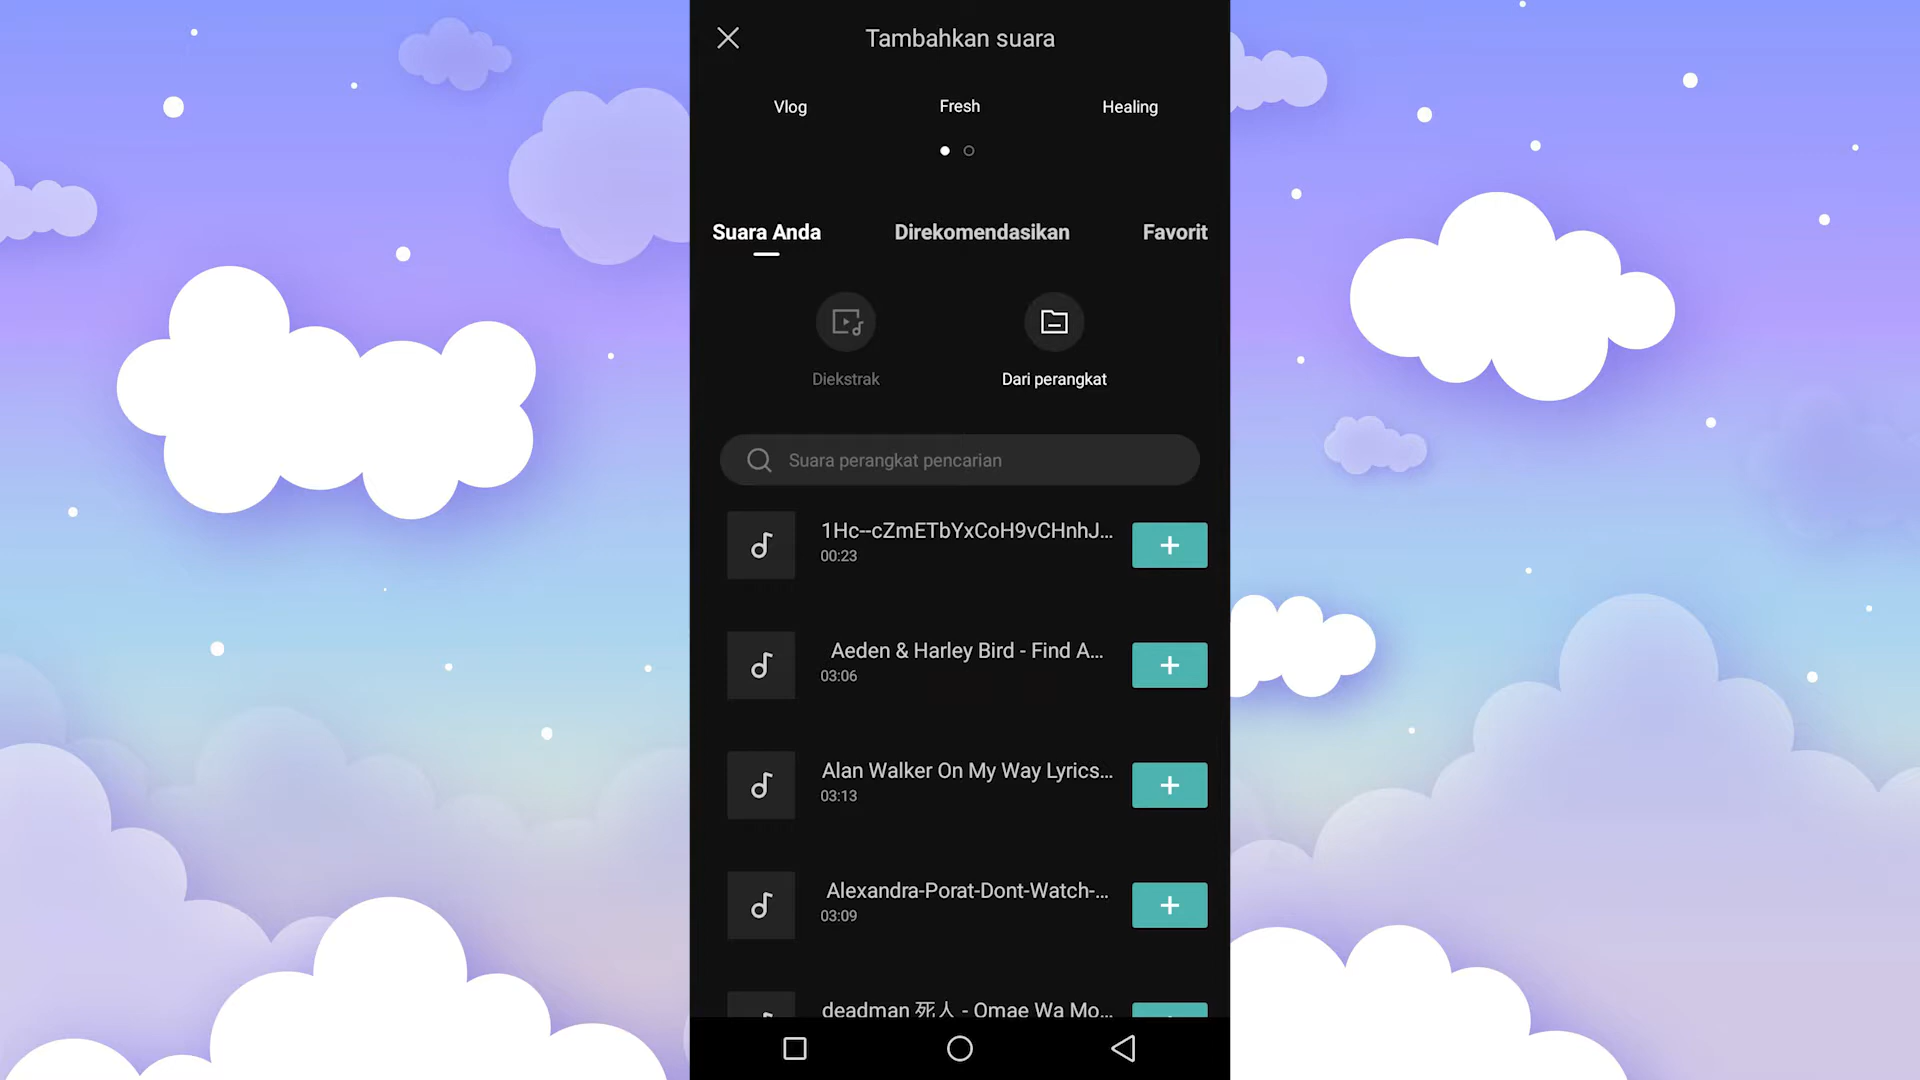 Tambahkan suara
Vlog Fresh Healing
Suara Anda Direkomendasikan Favorit
Diekstrak Dari perangkat
Suara perangkat pencarian
1Hc--cZmETbYxCoH9vCHnhJ...
00:23
Aeden & Harley Bird - Find A...
03:06
Alan Walker On My Way Lyrics...
03:13
Alexandra-Porat-Dont-Watch-...
03:09
deadman 死人 - Omae Wa Mo...